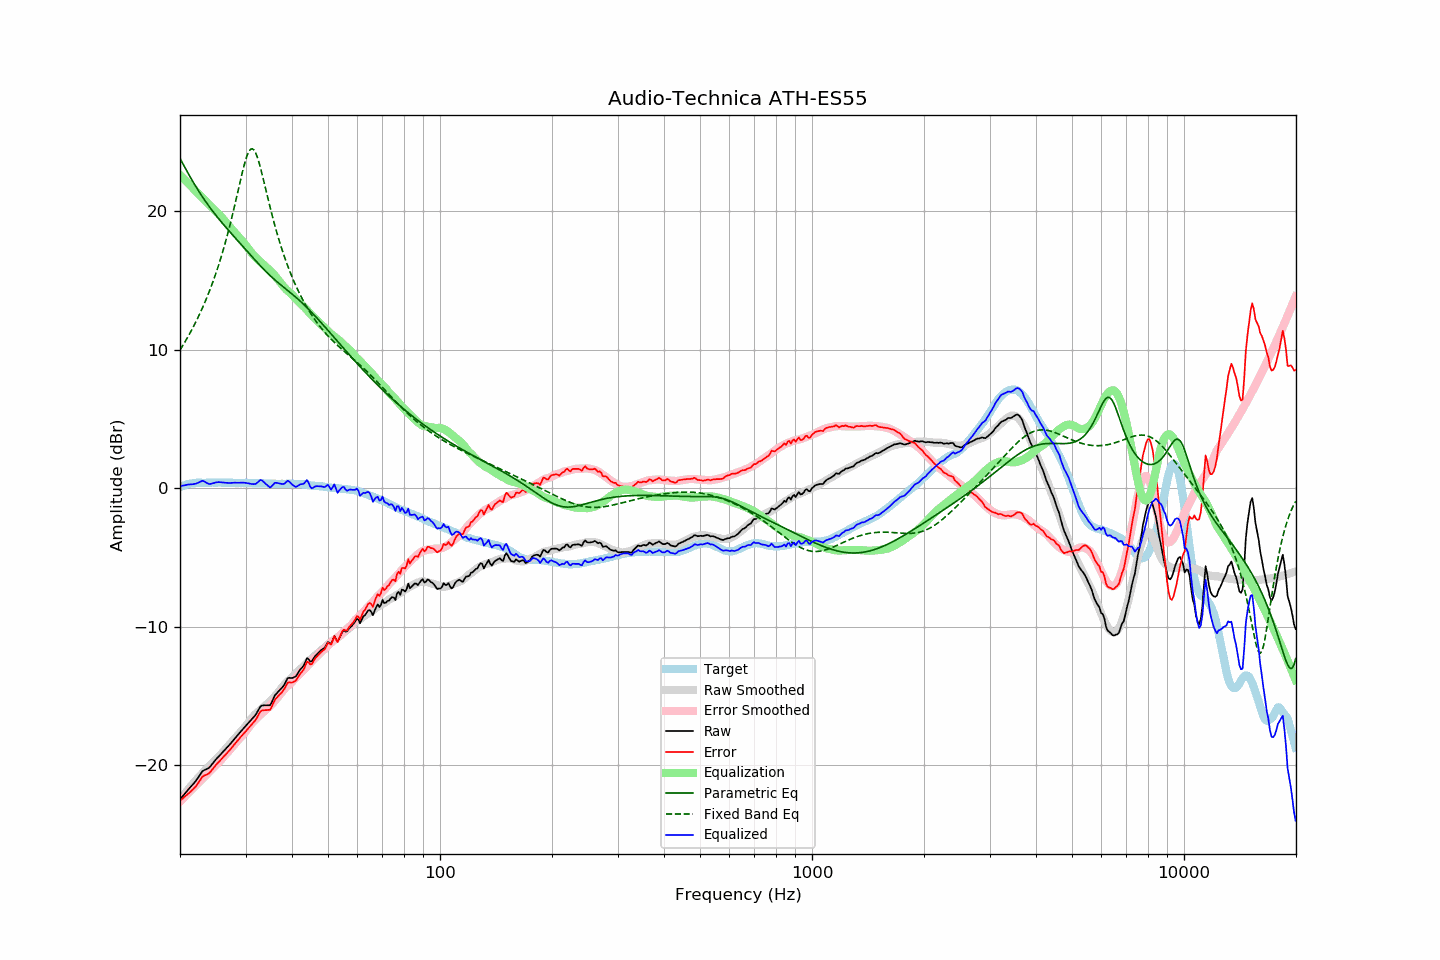 Audio-Technica ATH-ES55
Amplitude (dBr)
20
10
0
−10
−20
100
1000
10000
Frequency (Hz)
Target
Raw Smoothed
Error Smoothed
Raw
Error
Equalization
Parametric Eq
Fixed Band Eq
Equalized